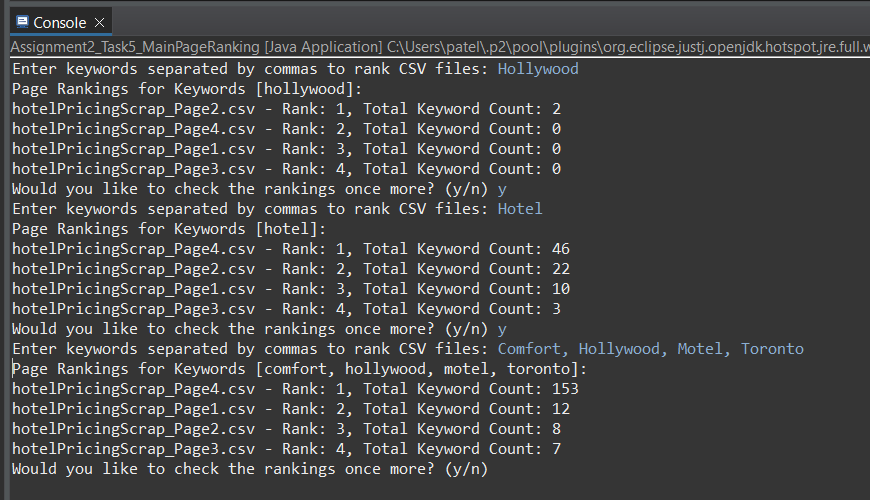 Console
Assignment2_Task5_MainPageRanking [Java Application] C:\Users\patel\.p2\pool\plugins\org.eclipse.justj.openjdk.hotspot.jre.full.w
Enter keywords separated by commas to rank CSV files: Hollywood
Page Rankings for Keywords [hollywood]:
hotelPricingScrap_Page2.csv - Rank: 1, Total Keyword Count: 2
hotelPricingScrap_Page4.csv - Rank: 2, Total Keyword Count: 0
hotelPricingScrap_Page1.csv - Rank: 3, Total Keyword Count: 0
hotelPricingScrap_Page3.csv - Rank: 4, Total Keyword Count: 0
Would you like to check the rankings once more? (y/n) y
Enter keywords separated by commas to rank CSV files: Hotel
Page Rankings for Keywords [hotel]:
hotelPricingScrap_Page4.csv - Rank: 1, Total Keyword Count: 46
hotelPricingScrap_Page2.csv - Rank: 2, Total Keyword Count: 22
hotelPricingScrap_Page1.csv - Rank: 3, Total Keyword Count: 10
hotelPricingScrap_Page3.csv - Rank: 4, Total Keyword Count: 3
Would you like to check the rankings once more? (y/n) y
Enter keywords separated by commas to rank CSV files: Comfort, Hollywood, Motel, Toronto
Page Rankings for Keywords [comfort, hollywood, motel, toronto]:
hotelPricingScrap_Page4.csv - Rank: 1, Total Keyword Count: 153
hotelPricingScrap_Page1.csv - Rank: 2, Total Keyword Count: 12
hotelPricingScrap_Page2.csv - Rank: 3, Total Keyword Count: 8
hotelPricingScrap_Page3.csv - Rank: 4, Total Keyword Count: 7
Would you like to check the rankings once more? (y/n)